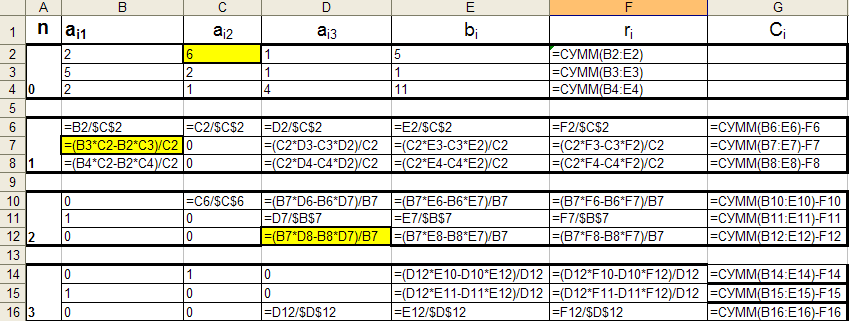 A B C D E F G
1 n ai1 ai2 ai3 bi ri Ci
2 2 6 1 5 =СУММ(B2:E2)
3 5 2 1 1 =СУММ(B3:E3)
4 0 2 1 4 11 =СУММ(B4:E4)
5
6 =B2/$C$2 =C2/$C$2 =D2/$C$2 =E2/$C$2 =F2/$C$2 =СУММ(B6:E6)-F6
7 =(B3*C2-B2*C3)/C2 0 =(C2*D3-C3*D2)/C2 =(C2*E3-C3*E2)/C2 =(C2*F3-C3*F2)/C2 =СУММ(B7:E7)-F7
8 1 =(B4*C2-B2*C4)/C2 0 =(C2*D4-C4*D2)/C2 =(C2*E4-C4*E2)/C2 =(C2*F4-C4*F2)/C2 =СУММ(B8:E8)-F8
9
10 0 =C6/$C$6 =(B7*D6-B6*D7)/B7 =(B7*E6-B6*E7)/B7 =(B7*F6-B6*F7)/B7 =СУММ(B10:E10)-F10
11 1 0 =D7/$B$7 =E7/$B$7 =F7/$B$7 =СУММ(B11:E11)-F11
12 2 0 0 =(B7*D8-B8*D7)/B7 =(B7*E8-B8*E7)/B7 =(B7*F8-B8*F7)/B7 =СУММ(B12:E12)-F12
13
14 0 1 0 =(D12*E10-D10*E12)/D12 =(D12*F10-D10*F12)/D12 =СУММ(B14:E14)-F14
15 1 0 0 =(D12*E11-D11*E12)/D12 =(D12*F11-D11*F12)/D12 =СУММ(B15:E15)-F15
16 3 0 0 =D12/$D$12 =E12/$D$12 =F12/$D$12 =СУММ(B16:E16)-F16